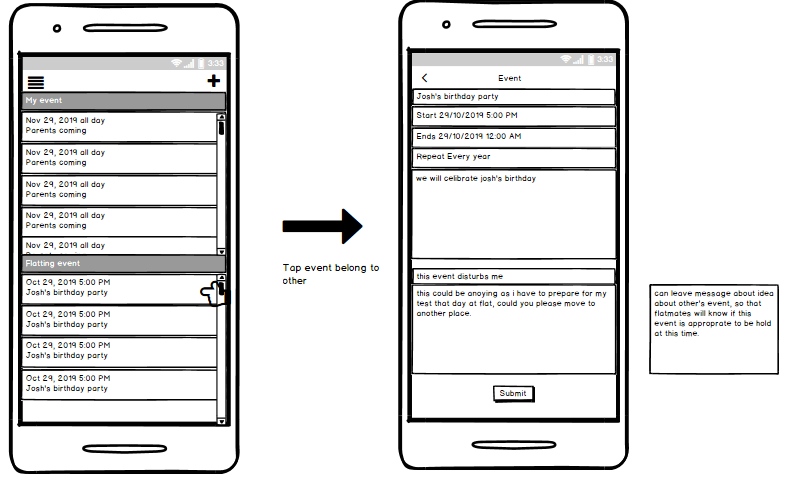 3:33
My event
Nov 29, 2019 all day
Parents coming
Nov 29, 2019 all day
Parents coming
Nov 29, 2019 all day
Parents coming
Nov 29, 2019 all day
Parents coming
Nov 29, 2019 all day
Flatting event
Oct 29, 2019 5:00 PM
Josh's birthday party
Oct 29, 2019 5:00 PM
Josh's birthday party
Oct 29, 2019 5:00 PM
Josh's birthday party
Oct 29, 2019 5:00 PM
Josh's birthday party
Tap event belong to
other
3:33
Event
Josh's birthday party
Start 29/10/2019 5:00 PM
Ends 29/10/2019 12:00 AM
Repeat Every year
we will celibrate josh's birthday
this event disturbs me
this could be anoying as i have to prepare for my
test that day at flat, could you please move to
another place.
Submit
can leave message about idea
about other's event, so that
flatmates will know if this
event is approprate to be hold
at this time.